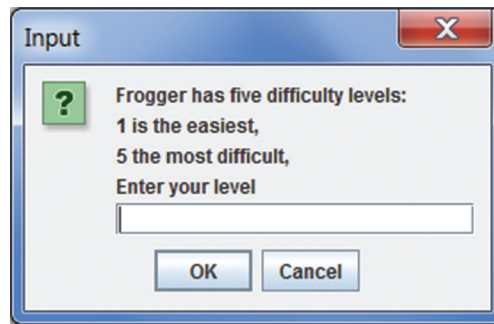 Input
X
?
Frogger has five difficulty levels:
1 is the easiest,
5 the most difficult,
Enter your level
OK
Cancel